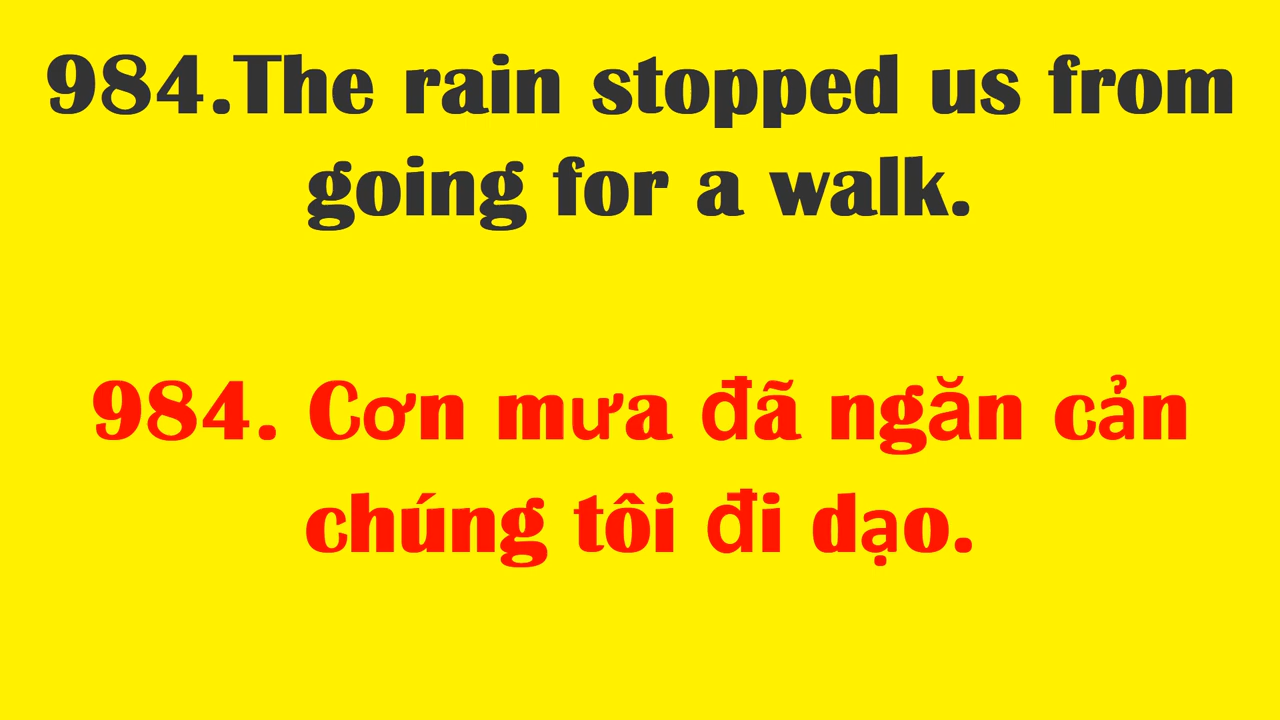 984.The rain stopped us from
going for a walk.
984. Cơn mưa đã ngăn cản
chúng tôi đi dạo.